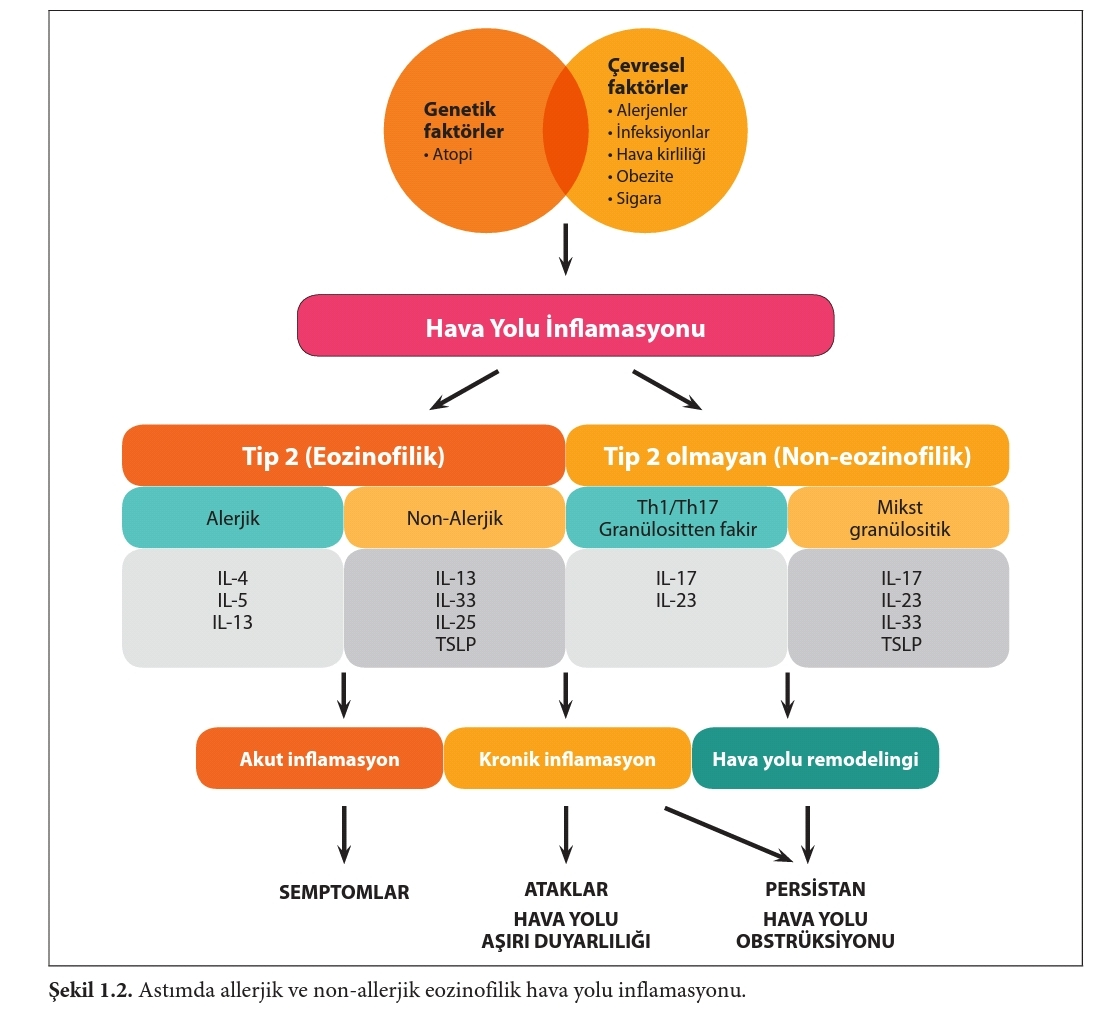 Genetik
faktörler
• Atopi
Çevresel
faktörler
• Alerjenler
• İnfeksiyonlar
• Hava kirliliği
• Obezite
• Sigara
Hava Yolu İnflamasyonu
Tip 2 (Eozinofilik)
Tip 2 olmayan (Non-eozinofilik)
Alerjik
Non-Alerjik
Th1/Th17
Granülositten fakir
Mikst
granülositik
IL-4
IL-5
IL-13
IL-13
IL-33
IL-25
TSLP
IL-17
IL-23
IL-17
IL-23
IL-33
TSLP
Akut inflamasyon
Kronik inflamasyon
Hava yolu remodelingi
SEMPTOMLAR
ATAKLAR
HAVA YOLU
AŞIRI DUYARLILIĞI
PERSİSTAN
HAVA YOLU
OBSTRÜKSİYONU
Şekil 1.2. Astımda allerjik ve non-allerjik eozinofilik hava yolu inflamasyonu.